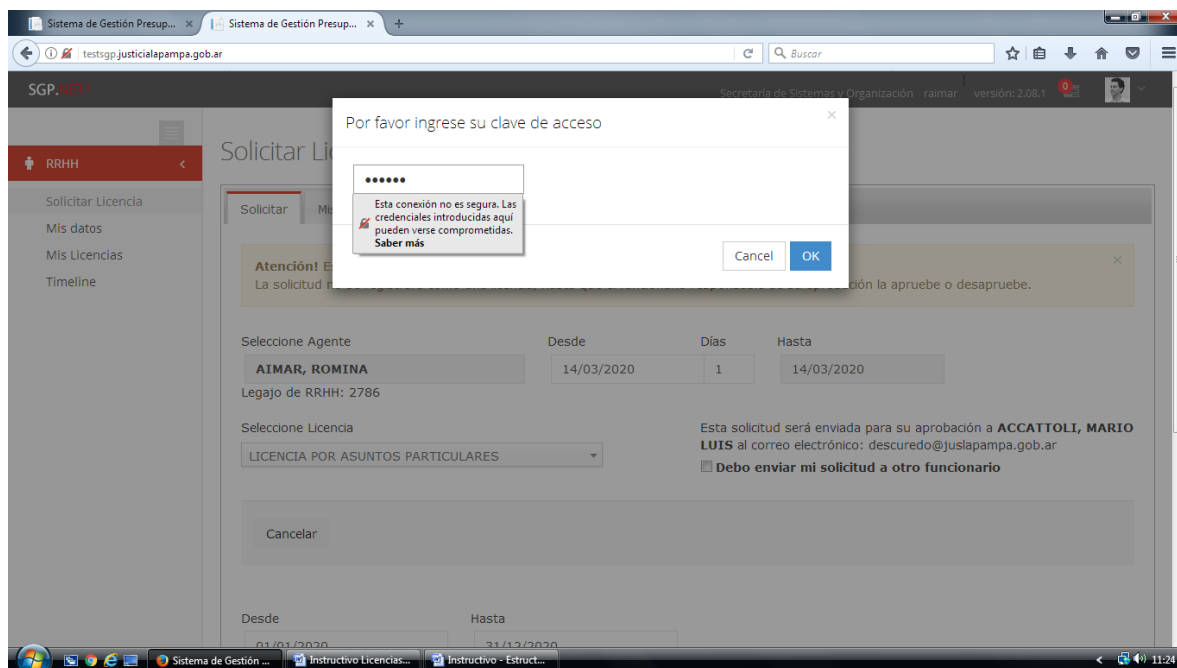 Sistema de Gestión Presup...
Sistema de Gestión Presup...
testsgp.justicialapampa.gob.ar
Buscar
SGP.NET
Secretaría de Sistemas y Organización raimar versión: 2.08.1 0
Por favor ingrese su clave de acceso
Solicitar Li
RRHH
Solicitar Licencia
Mis datos
Mis Licencias
Timeline
Solicitar
Esta conexión no es segura. Las
credenciales introducidas aquí
pueden verse comprometidas.
Saber más
Cancel OK
Atención!
La solicitud la apruebe o desapruebe.
Seleccione Agente Desde Días Hasta
AIMAR, ROMINA 14/03/2020 1 14/03/2020
Legajo de RRHH: 2786
Seleccione Licencia
LICENCIA POR ASUNTOS PARTICULARES
Esta solicitud será enviada para su aprobación a ACCATTOLI, MARIO
LUIS al correo electrónico: descuredo@juslapampa.gob.ar
Debo enviar mi solicitud a otro funcionario
Cancelar
Desde Hasta
01/01/2020 31/12/2020
Sistema de Gestión ... Instructivo Licencias... Instructivo - Estruct... 11:24